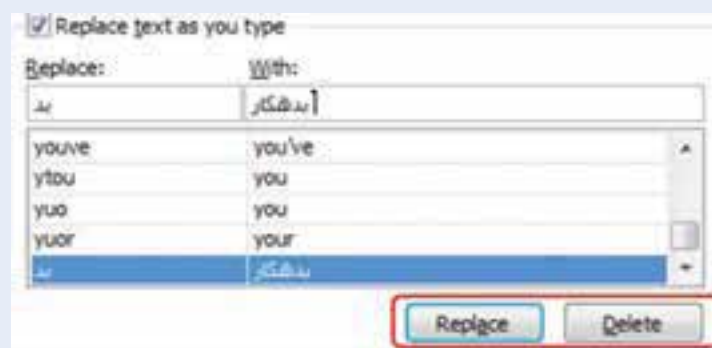 Replace text as you type
Replace: With:
بد بدهکار
youve you've
ytou you
yuo you
yuor your
بد بدهکار
Replace Delete